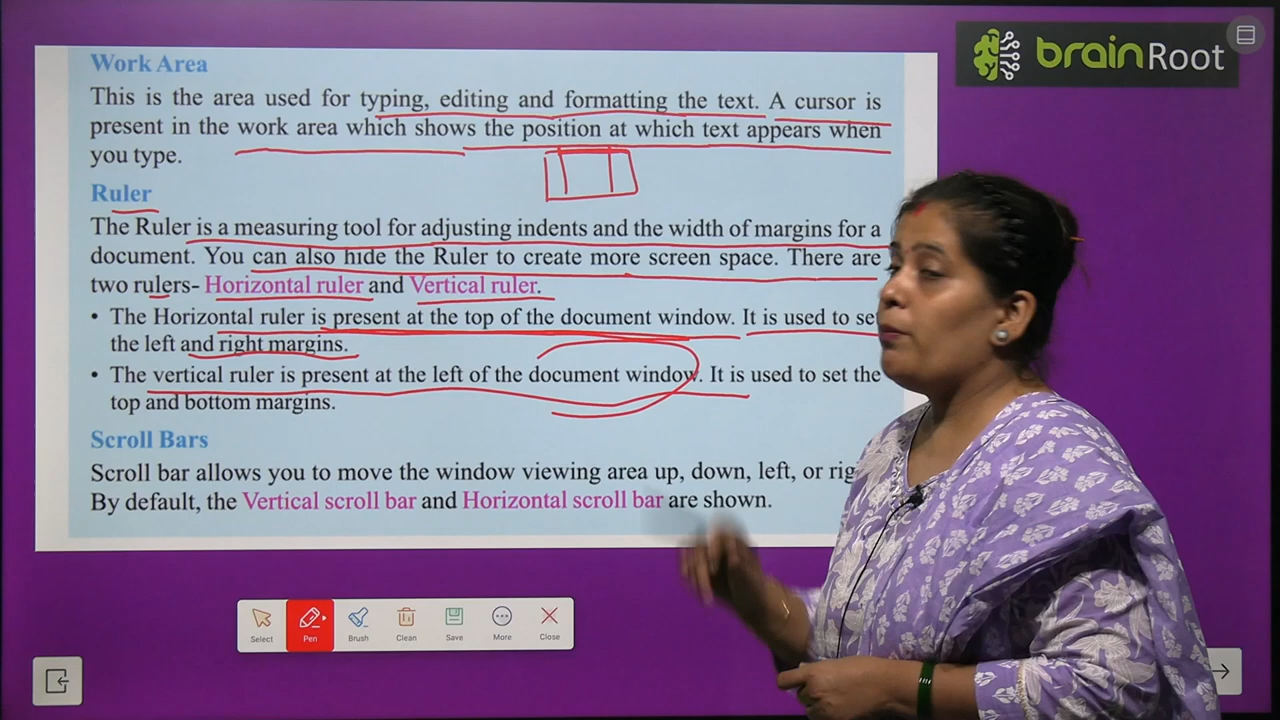 brainRoot
Work Area
This is the area used for typing, editing and formatting the text. A cursor is
present in the work area which shows the position at which text appears when
you type.
Ruler
The Ruler is a measuring tool for adjusting indents and the width of margins for a
document. You can also hide the Ruler to create more screen space. There are
two rulers- Horizontal ruler and Vertical ruler.
• The Horizontal ruler is present at the top of the document window. It is used to
the left and right margins.
• The vertical ruler is present at the left of the document window. It is used to set the
top and bottom margins.
Scroll Bars
Scroll bar allows you to move the window viewing area up, down, left, or
By default, the Vertical scroll bar and Horizontal scroll bar are shown.
Select Pen Brush Clean Save More Close